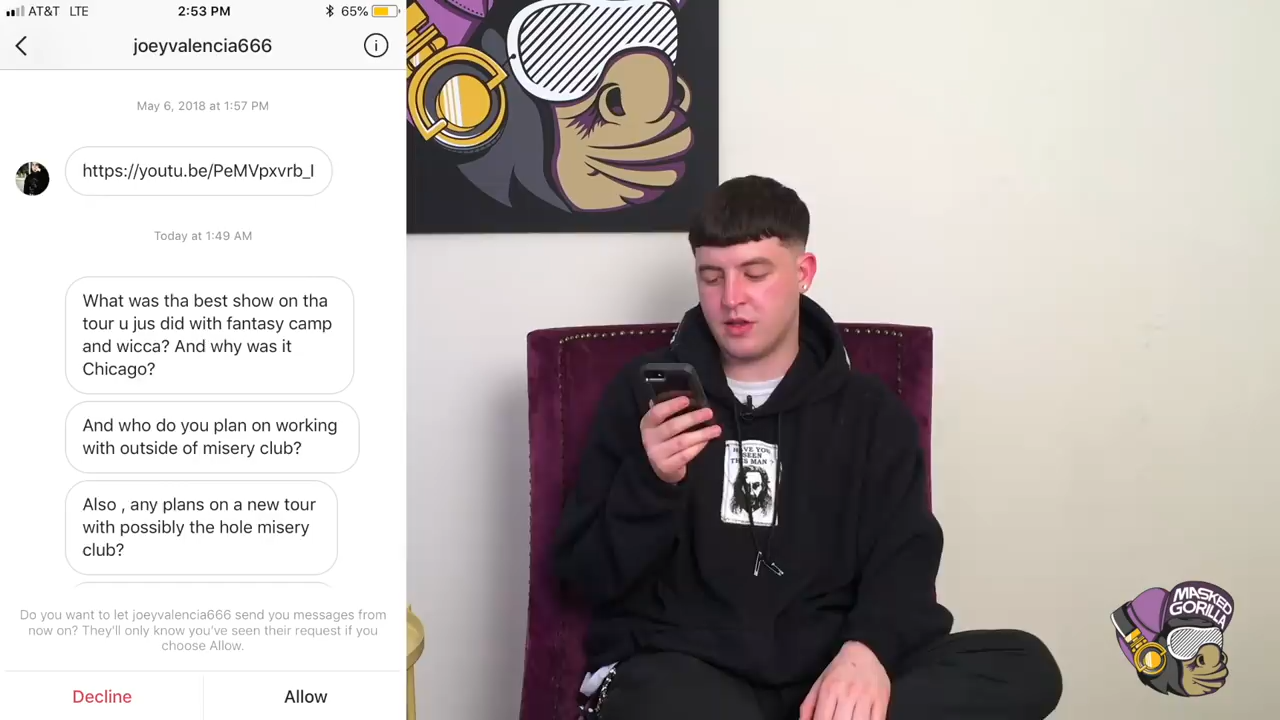 AT&T LTE 2:53 PM 65%
joeyvalencia666
May 6, 2018 at 1:57 PM
https://youtu.be/PeMVpxvrb_I
Today at 1:49 AM
What was tha best show on tha
tour u jus did with fantasy camp
and wicca? And why was it
Chicago?
And who do you plan on working
with outside of misery club?
Also , any plans on a new tour
with possibly the hole misery
club?
Do you want to let joeyvalencia666 send you messages from
now on? They'll only know you've seen their request if you
choose Allow.
Decline
Allow
HAVE YOU
SEEN
THIS MAN?
MASKED
GORILLA